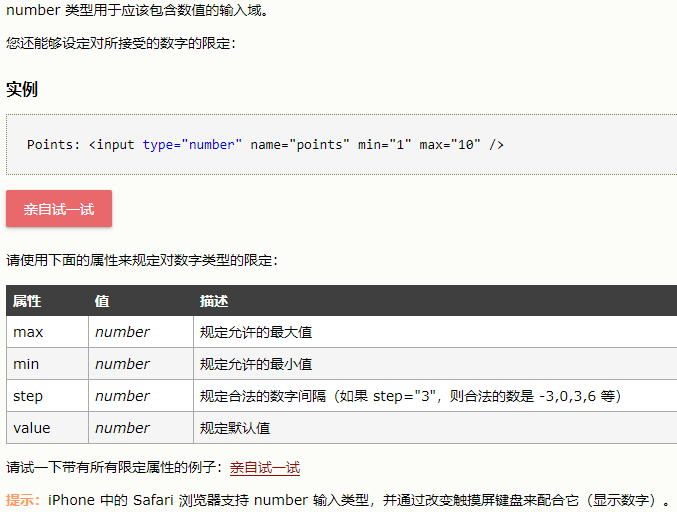 number 类型用于应该包含数值的输入域。
您还能够设定对所接受的数字的限定：
实例
Points: <input type="number" name="points" min="1" max="10" />
亲自试一试
请使用下面的属性来规定对数字类型的限定：
属性 值 描述
max number 规定允许的最大值
min number 规定允许的最小值
step number 规定合法的数字间隔（如果 step="3"，则合法的数是 -3,0,3,6 等）
value number 规定默认值
请试一下带有所有限定属性的例子：亲自试一试
提示：iPhone 中的 Safari 浏览器支持 number 输入类型，并通过改变触摸屏键盘来配合它（显示数字）。